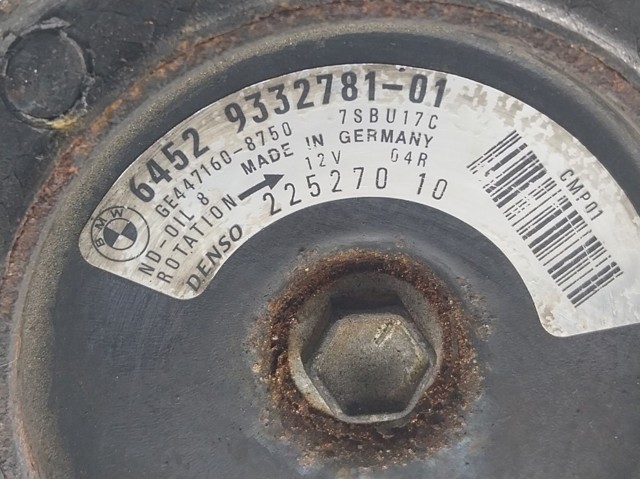 BMW
6452 9332781-01
GE447160-8750 7SBU17C
ND-OIL 8 MADE IN GERMANY
ROTATION 12V 04R
DENSO 225270 10
CMP01